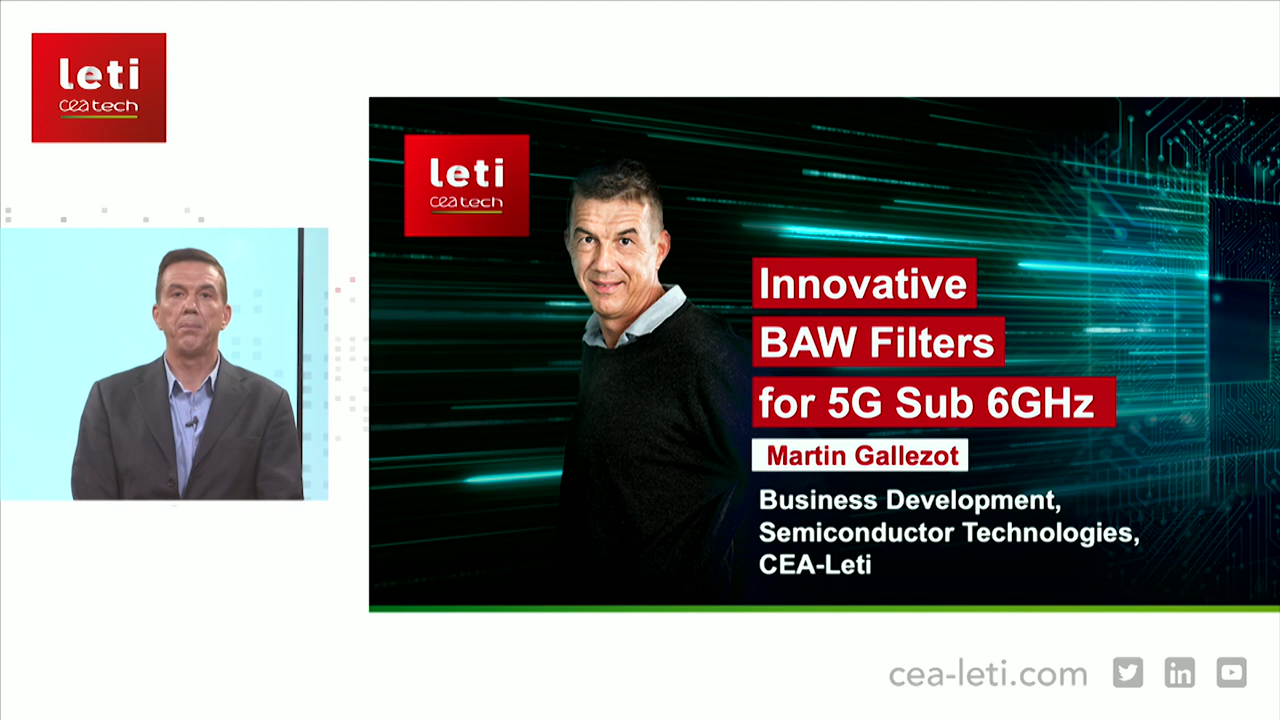 leti
cea tech
leti
cea tech
Innovative
BAW Filters
for 5G Sub 6GHz
Martin Gallezot
Business Development,
Semiconductor Technologies,
CEA-Leti
cea-leti.com